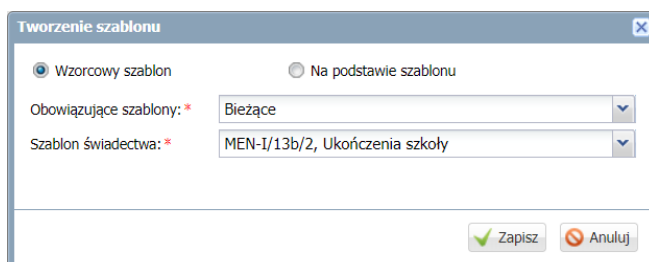 Tworzenie szablonu
Wzorcowy szablon Na podstawie szablonu
Obowiązujące szablony: * Bieżące
Szablon świadectwa: * MEN-I/13b/2, Ukończenia szkoły
Zapisz Anuluj